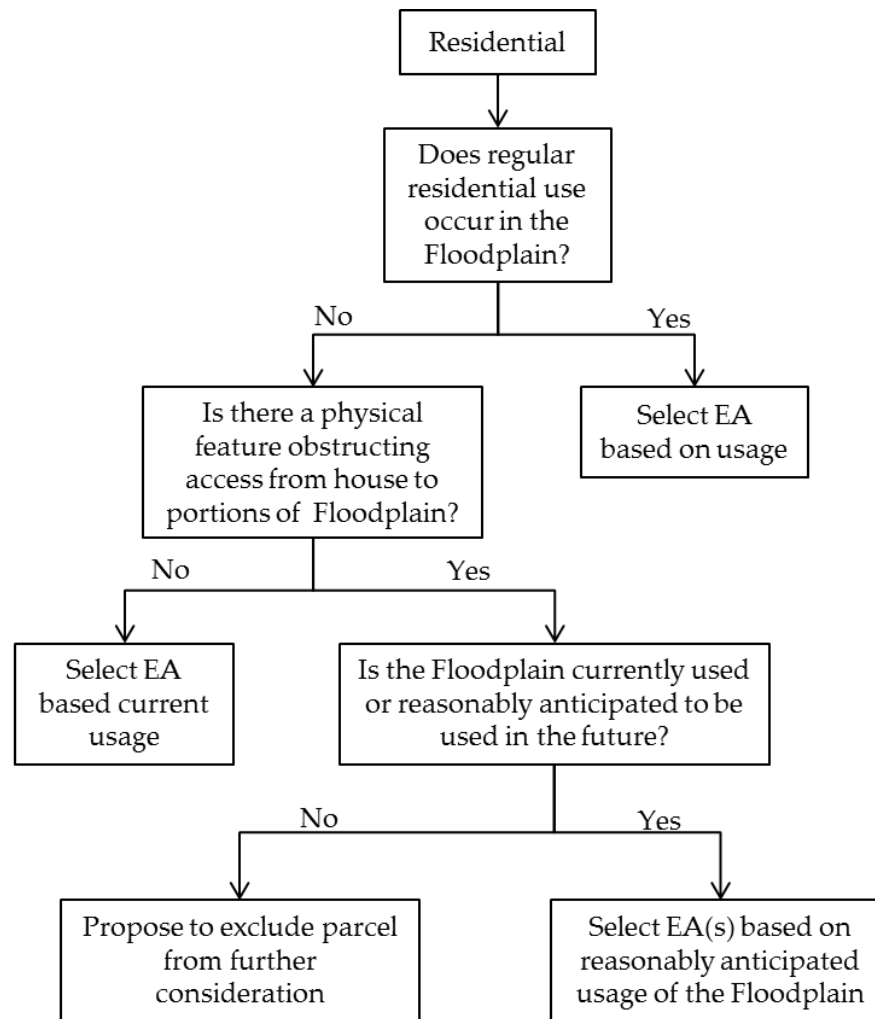 Residential
Does regular
residential use
occur in the
Floodplain?
No
Yes
Is there a physical
feature obstructing
access from house to
portions of Floodplain?
Select EA
based on usage
No
Yes
Select EA
based current
usage
Is the Floodplain currently used
or reasonably anticipated to be
used in the future?
No
Yes
Propose to exclude parcel
from further
consideration
Select EA(s) based on
reasonably anticipated
usage of the Floodplain